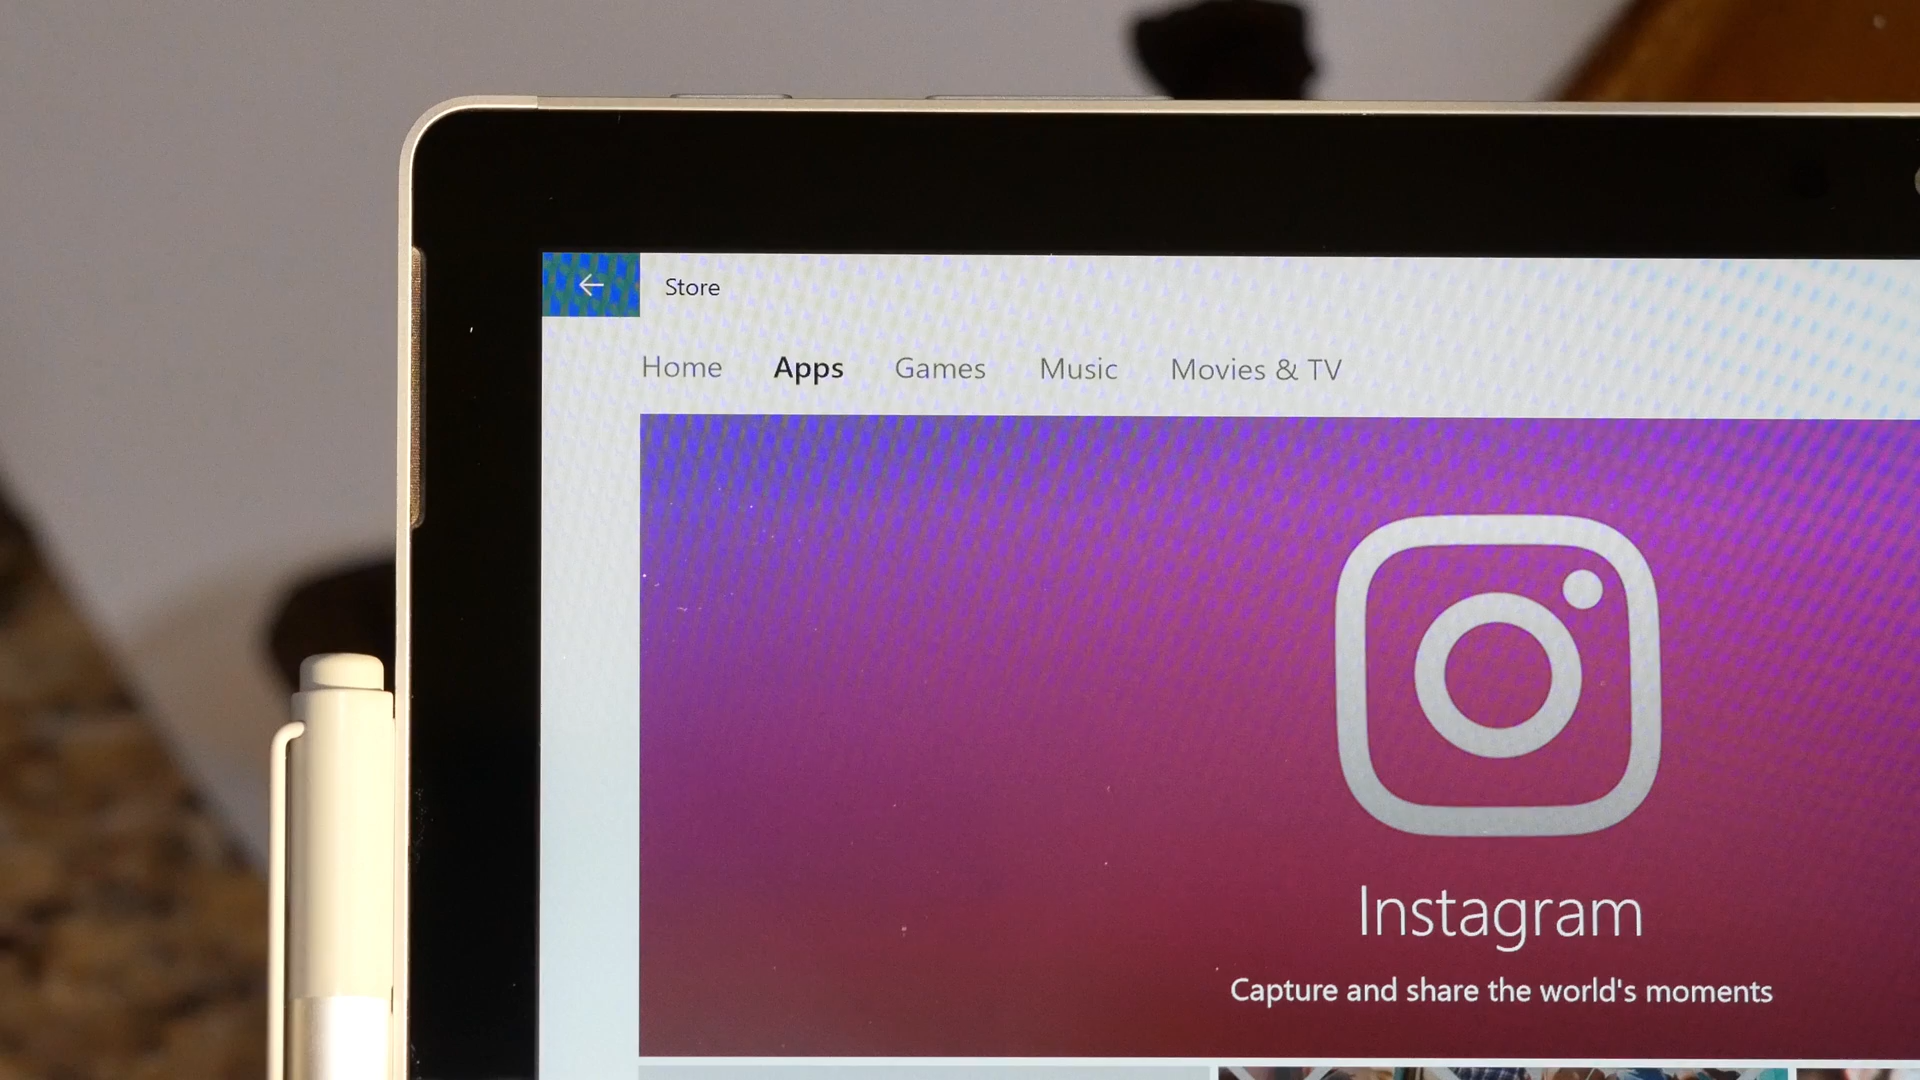 Store
Home Apps Games Music Movies & TV
Instagram
Capture and share the world's moments